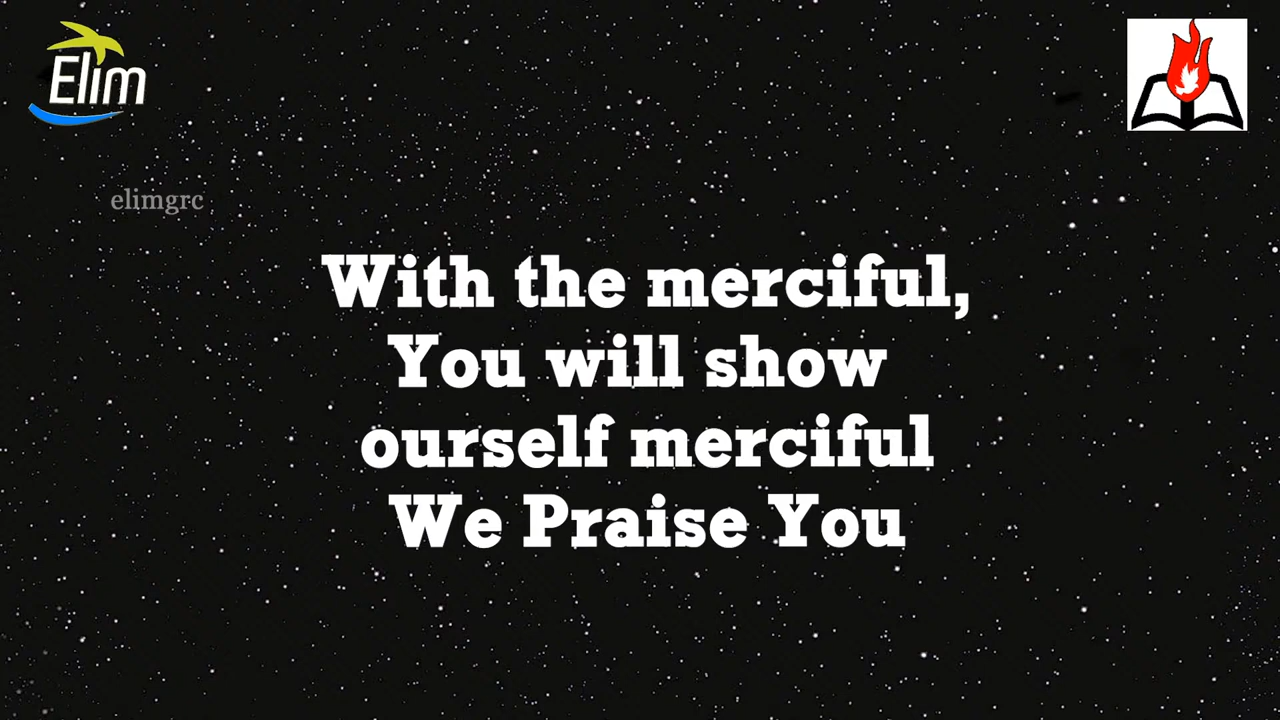 Elim
elimgrc
With the merciful,
You will show
ourself merciful
We Praise You